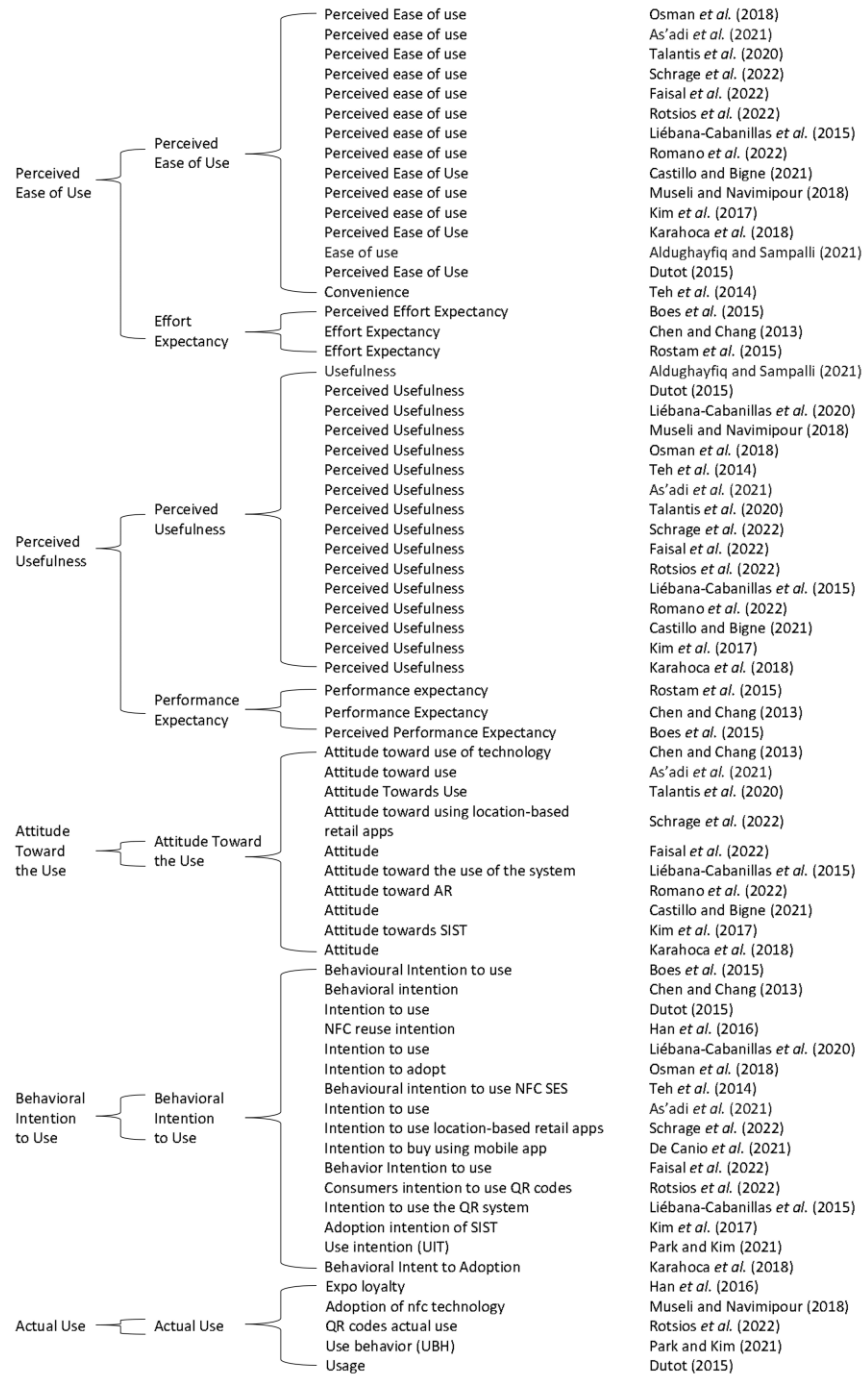 Perceived Ease of use Osman et al. (2018)
Perceived ease of use As'adi et al. (2021)
Perceived Ease of use Talantis et al. (2020)
Perceived Ease of use Schrage et al. (2022)
Perceived ease of use Faisal et al. (2022)
Perceived ease of use Rotsios et al. (2022)
Perceived ease of use Liébana-Cabanillas et al. (2015)
Perceived ease of use Romano et al. (2022)
Perceived Ease of Use Castillo and Bigne (2021)
Perceived ease of use Museli and Navimipour (2018)
Perceived ease of use Kim et al. (2017)
Perceived Ease of Use Karahoca et al. (2018)
Ease of use Aldughayfiq and Sampalli (2021)
Perceived Ease of Use Dutot (2015)
Convenience Teh et al. (2014)
Perceived
Ease of Use
Perceived
Ease of Use
Effort
Expectancy
Perceived Effort Expectancy Boes et al. (2015)
Effort Expectancy Chen and Chang (2013)
Effort Expectancy Rostam et al. (2015)
Usefulness Aldughayfiq and Sampalli (2021)
Perceived Usefulness Dutot (2015)
Perceived Usefulness Liébana-Cabanillas et al. (2020)
Perceived Usefulness Museli and Navimipour (2018)
Perceived Usefulness Osman et al. (2018)
Perceived Usefulness Teh et al. (2014)
Perceived Usefulness As'adi et al. (2021)
Perceived Usefulness Talantis et al. (2020)
Perceived Usefulness Schrage et al. (2022)
Perceived Usefulness Faisal et al. (2022)
Perceived Usefulness Rotsios et al. (2022)
Perceived Usefulness Liébana-Cabanillas et al. (2015)
Perceived Usefulness Romano et al. (2022)
Perceived Usefulness Castillo and Bigne (2021)
Perceived Usefulness Kim et al. (2017)
Perceived Usefulness Karahoca et al. (2018)
Perceived
Usefulness
Perceived
Usefulness
Performance
Expectancy
Performance expectancy Rostam et al. (2015)
Performance Expectancy Chen and Chang (2013)
Perceived Performance Expectancy Boes et al. (2015)
Attitude toward use of technology Chen and Chang (2013)
Attitude toward use As'adi et al. (2021)
Attitude Towards Use Talantis et al. (2020)
Attitude toward using location-based
retail apps Schrage et al. (2022)
Attitude Faisal et al. (2022)
Attitude toward the use of the system Liébana-Cabanillas et al. (2015)
Attitude toward AR Romano et al. (2022)
Attitude Castillo and Bigne (2021)
Attitude towards SIST Kim et al. (2017)
Attitude Karahoca et al. (2018)
Attitude
Toward
the Use
Attitude Toward
the Use
Behavioural Intention to use Boes et al. (2015)
Behavioral intention Chen and Chang (2013)
Intention to use Dutot (2015)
NFC reuse intention Han et al. (2016)
Intention to use Liébana-Cabanillas et al. (2020)
Intention to adopt Osman et al. (2018)
Behavioural intention to use NFC SES Teh et al. (2014)
Intention to use As'adi et al. (2021)
Intention to use location-based retail apps Schrage et al. (2022)
Intention to buy using mobile app De Canio et al. (2021)
Behavior Intention to use Faisal et al. (2022)
Consumers intention to use QR codes Rotsios et al. (2022)
Intention to use the QR system Liébana-Cabanillas et al. (2015)
Adoption intention of SIST Kim et al. (2017)
Use intention (UIT) Park and Kim (2021)
Behavioral Intent to Adoption Karahoca et al. (2018)
Behavioral
Intention
to Use
Behavioral
Intention
to Use
Expo loyalty Han et al. (2016)
Adoption of nfc technology Museli and Navimipour (2018)
Actual Use Actual Use QR codes actual use Rotsios et al. (2022)
Use behavior (UBH) Park and Kim (2021)
Usage Dutot (2015)